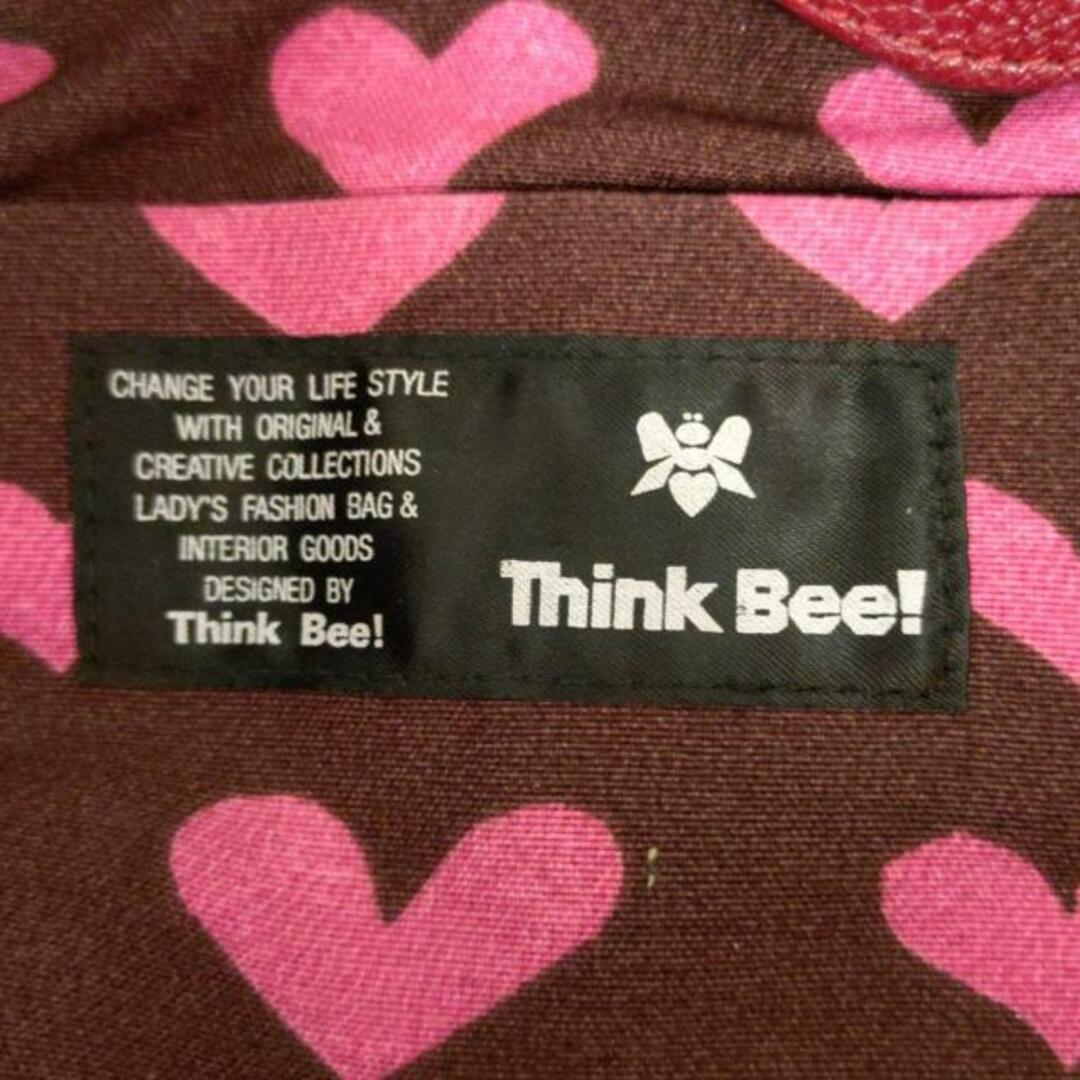 CHANGE YOUR LIFE STYLE
WITH ORIGINAL &
CREATIVE COLLECTIONS
LADY'S FASHION BAG &
INTERIOR GOODS
DESIGNED BY
Think Bee!
Think Bee!